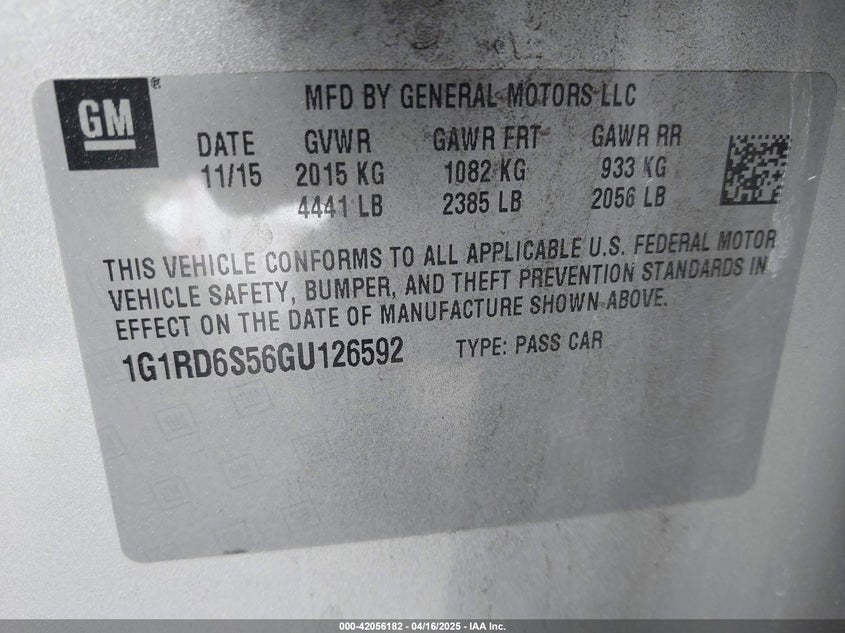 GM
®
MFD BY GENERAL MOTORS LLC
DATE GVWR GAWR FRT GAWR RR
11/15 2015 KG 1082 KG 933 KG
4441 LB 2385 LB 2056 LB
THIS VEHICLE CONFORMS TO ALL APPLICABLE U.S. FEDERAL MOTOR
VEHICLE SAFETY, BUMPER, AND THEFT PREVENTION STANDARDS IN
EFFECT ON THE DATE OF MANUFACTURE SHOWN ABOVE.
1G1RD6S56GU126592 TYPE: PASS CAR
000-42056182 - 04/16/2025 - IAA Inc.